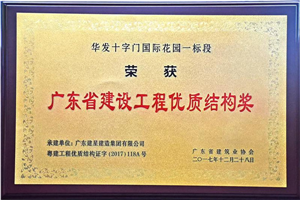 华发十字门国际花园一标段
荣获
广东省建设工程优质结构奖
承建单位：广东建星建造集团有限公司
粤建工程优质结构证字(2017)118A号
广东省建筑业协会
二〇一七年十二月二十八日